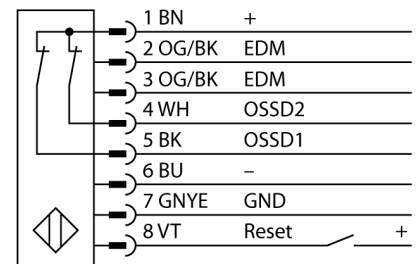 1 BN +
2 OG/BK EDM
3 OG/BK EDM
4 WH OSSD2
5 BK OSSD1
6 BU –
7 GNYE GND
8 VT Reset +